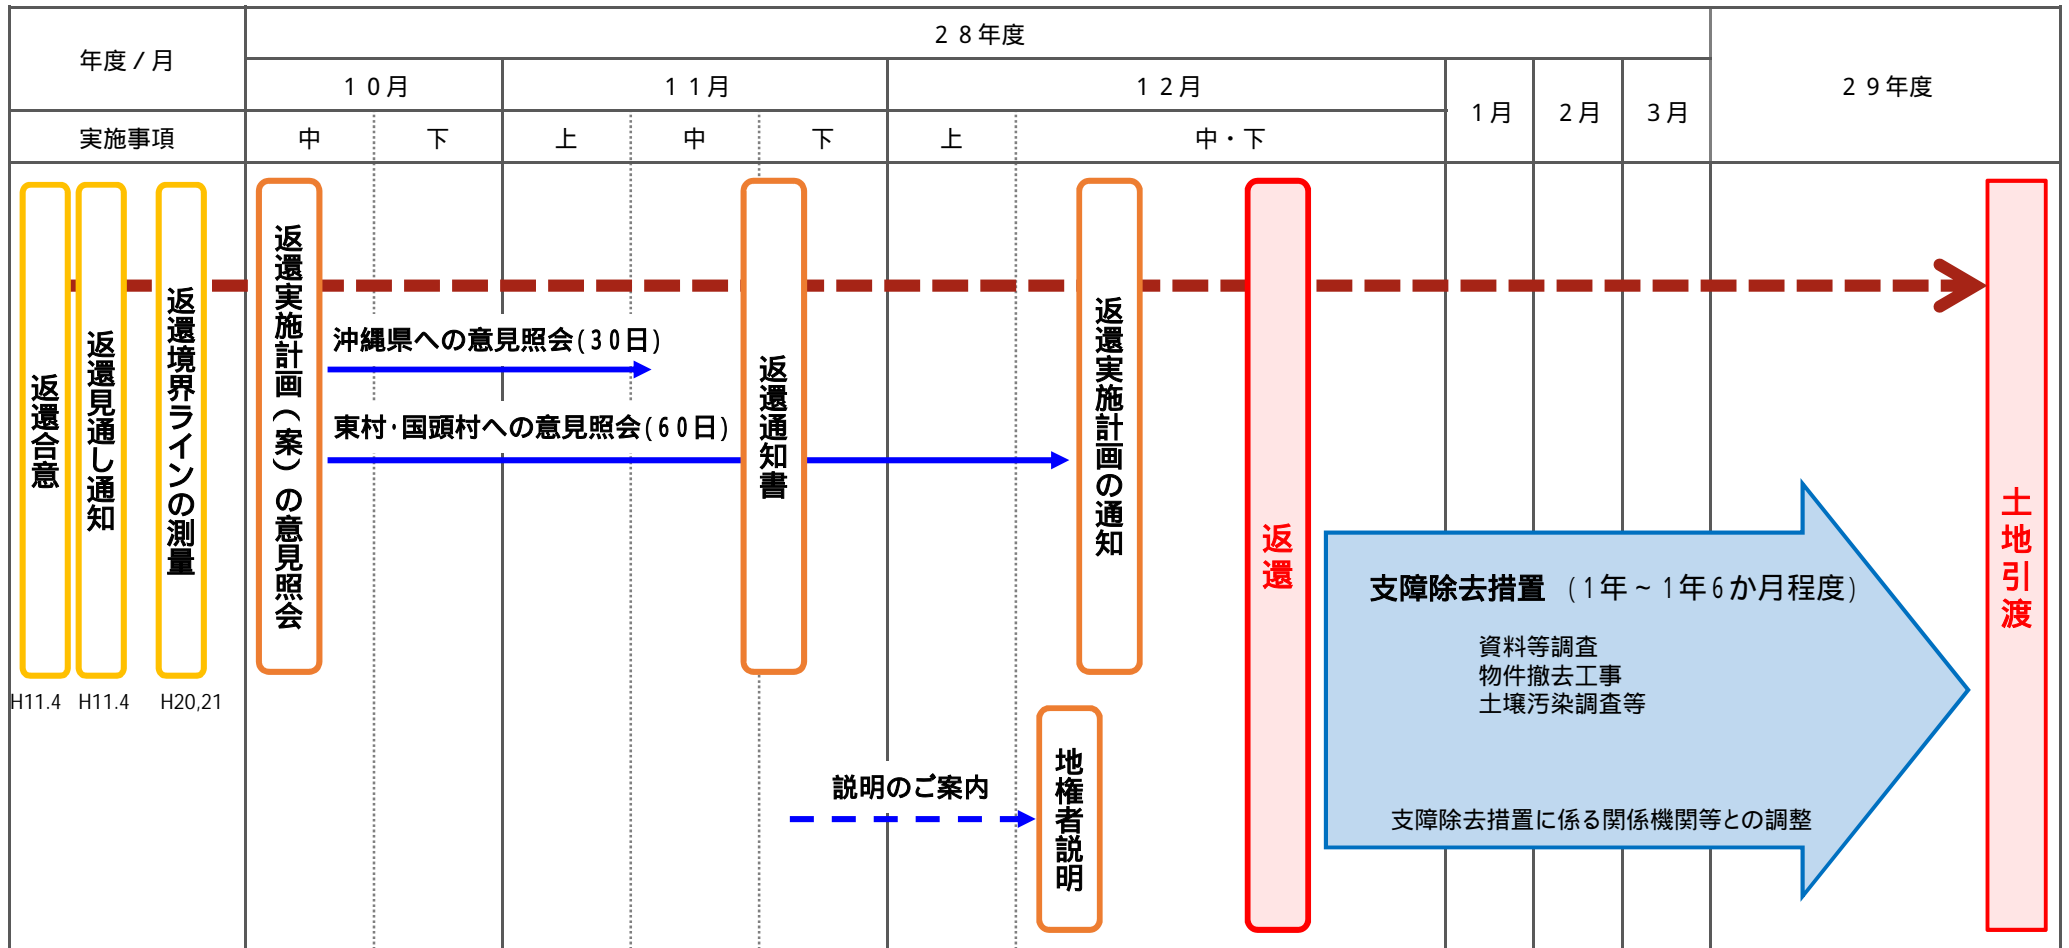 年度/月
28年度
29年度
10月
11月
12月
1月
2月
3月
実施事項
中
下
上
中
下
上
中・下
返還合意
H11.4
返還見通し通知
H11.4
返還境界ラインの測量
H20,21
返還実施計画(案)の意見照会
沖縄県への意見照会(30日)
東村・国頭村への意見照会(60日)
返還通知書
返還実施計画の通知
説明のご案内
地権者説明
返還
支障除去措置 (1年~1年6か月程度)
資料等調査
物件撤去工事
土壌汚染調査等
支障除去措置に係る関係機関等との調整
土地引渡